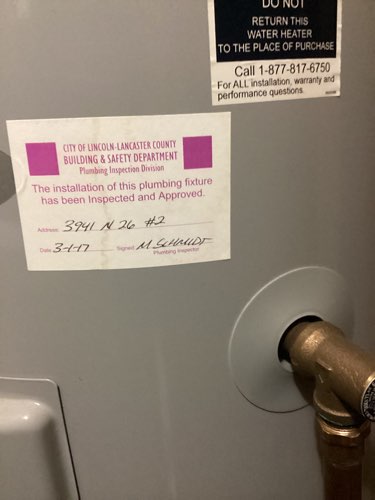 DO NOT
RETURN THIS
WATER HEATER
TO THE PLACE OF PURCHASE
Call 1-877-817-6750
For ALL installation, warranty and
performance questions.
CITY OF LINCOLN-LANCASTER COUNTY
BUILDING & SAFETY DEPARTMENT
Plumbing Inspection Division
The installation of this plumbing fixture
has been Inspected and Approved.
Address: 3941 N 26 #2
Date 3-1-17 Signed M SCHMIDT
Plumbing Inspector